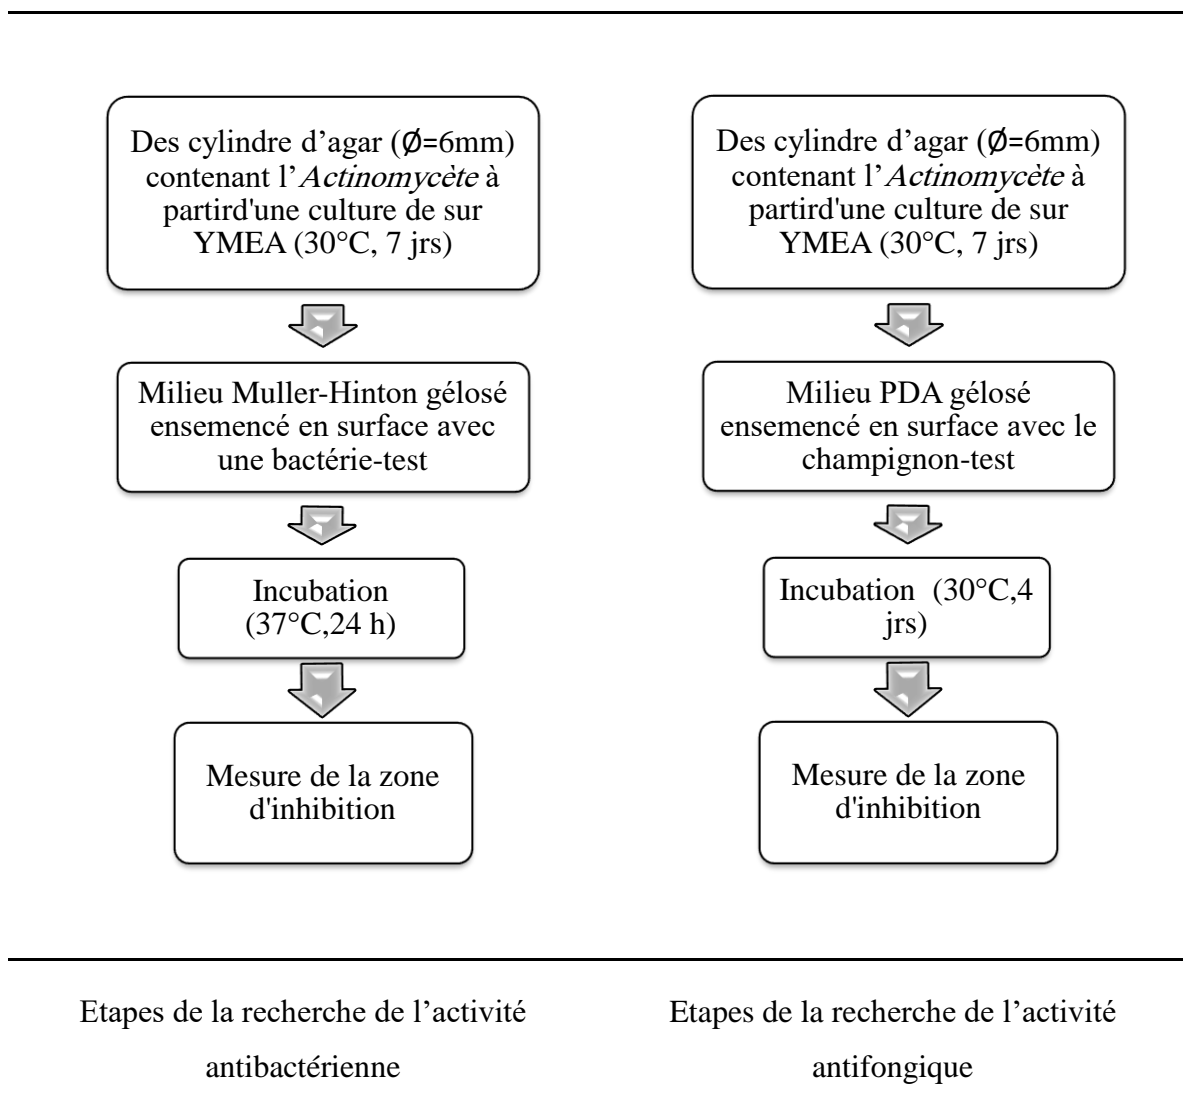 Des cylindre d’agar (Ø=6mm)
contenant l’Actinomycète à
partird'une culture de sur
YMEA (30°C, 7 jrs)
Milieu Muller-Hinton gélosé
ensemencé en surface avec
une bactérie-test
Incubation
(37°C,24 h)
Mesure de la zone
d'inhibition
Etapes de la recherche de l’activité
antibactérienne
Des cylindre d’agar (Ø=6mm)
contenant l’Actinomycète à
partird'une culture de sur
YMEA (30°C, 7 jrs)
Milieu PDA gélosé
ensemencé en surface avec le
champignon-test
Incubation (30°C,4
jrs)
Mesure de la zone
d'inhibition
Etapes de la recherche de l’activité
antifongique